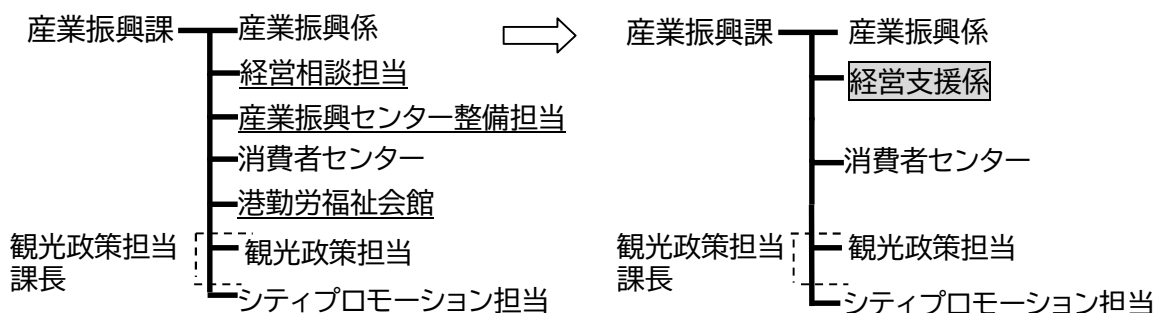 産業振興課
産業振興係
経営相談担当
産業振興センター整備担当
消費者センター
港勤労福祉会館
観光政策担当
課長
観光政策担当
シティプロモーション担当
産業振興課
産業振興係
経営支援係
消費者センター
観光政策担当
課長
観光政策担当
シティプロモーション担当